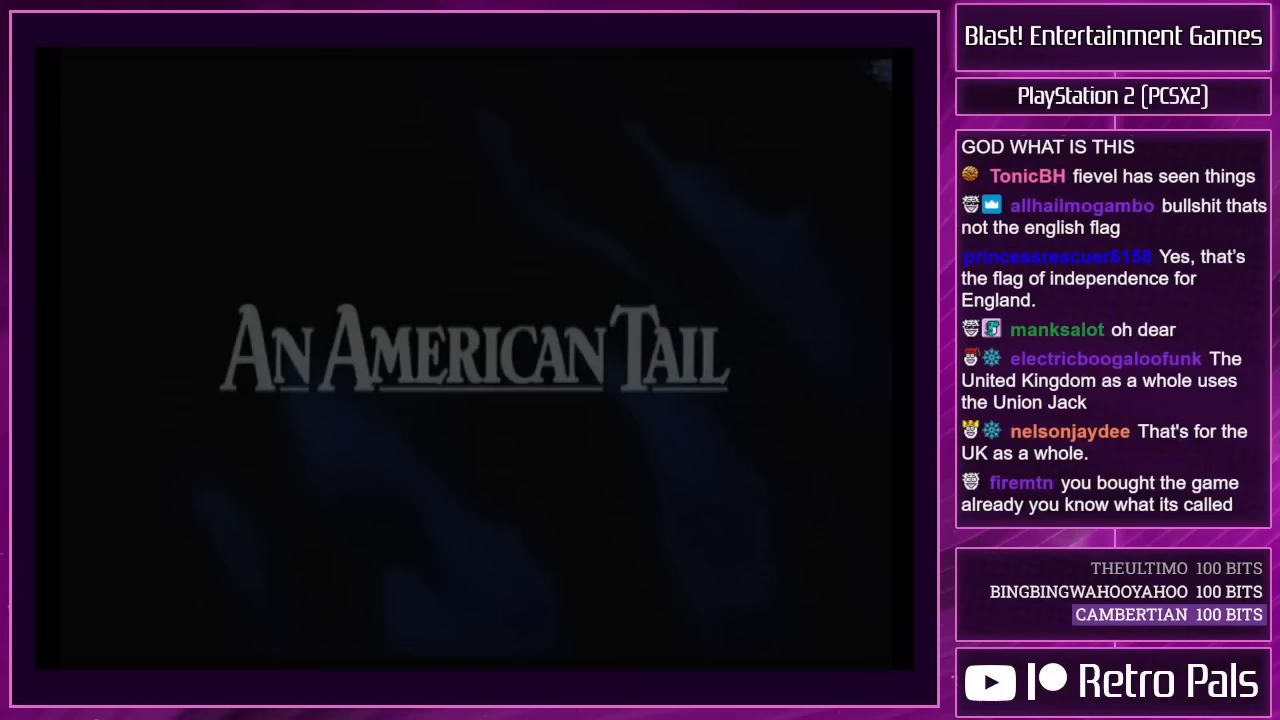 AN AMERICAN TAIL
Blast! Entertainment Games
PlayStation 2 (PCSX2)
GOD WHAT IS THIS
TonicBH fievel has seen things
allhailmogambo bullshit thats
not the english flag
princessrescuer6158 Yes, that's
the flag of independence for
England.
manksalot oh dear
electricboogaloofunk The
United Kingdom as a whole uses
the Union Jack
nelsonjaydee That's for the
UK as a whole.
firemtn you bought the game
already you know what its called
THEULTIMO 100 BITS
BINGBINGWAHOOYAHOO 100 BITS
CAMBERTIAN 100 BITS
Retro Pals